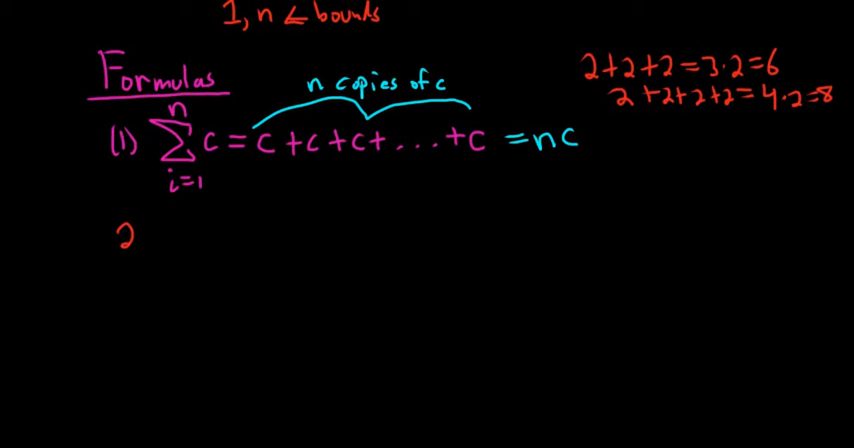 1, n ← bounds
Formulas
n copies of c
2+2+2=3·2=6
2+2+2+2=4·2=8
(1) n∑i=1 c = c+c+c+...+c = nc
2